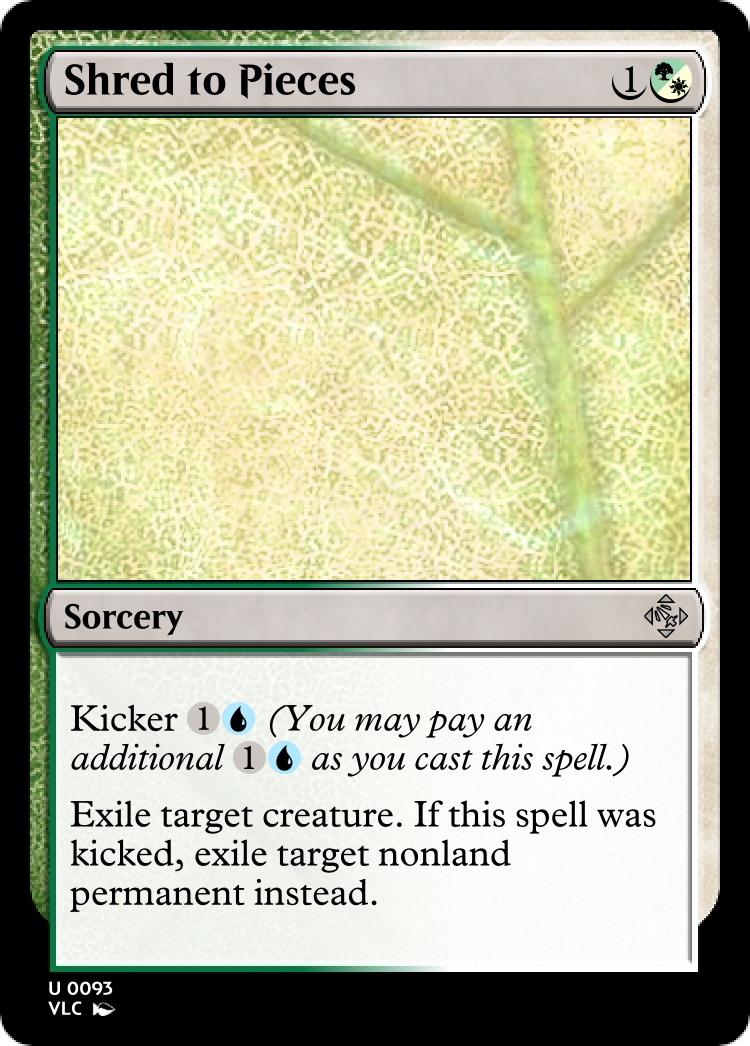 Shred to Pieces 1
Sorcery
Kicker 1 (You may pay an
additional 1 as you cast this spell.)
Exile target creature. If this spell was
kicked, exile target nonland
permanent instead.
U 0093
VLC